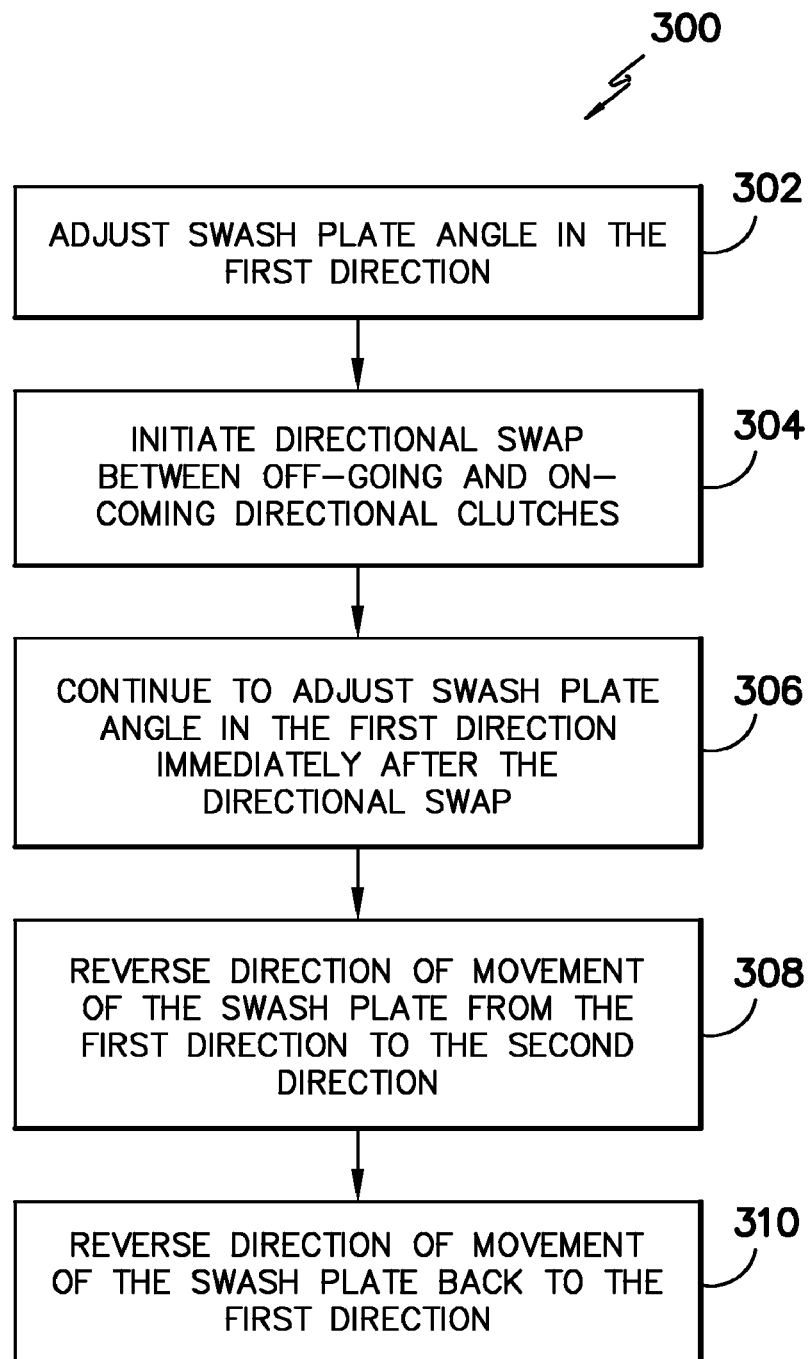 300
302
ADJUST SWASH PLATE ANGLE IN THE
FIRST DIRECTION
304
INITIATE DIRECTIONAL SWAP
BETWEEN OFF-GOING AND ON-
COMING DIRECTIONAL CLUTCHES
306
CONTINUE TO ADJUST SWASH PLATE
ANGLE IN THE FIRST DIRECTION
IMMEDIATELY AFTER THE
DIRECTIONAL SWAP
308
REVERSE DIRECTION OF MOVEMENT
OF THE SWASH PLATE FROM THE
FIRST DIRECTION TO THE SECOND
DIRECTION
310
REVERSE DIRECTION OF MOVEMENT
OF THE SWASH PLATE BACK TO THE
FIRST DIRECTION